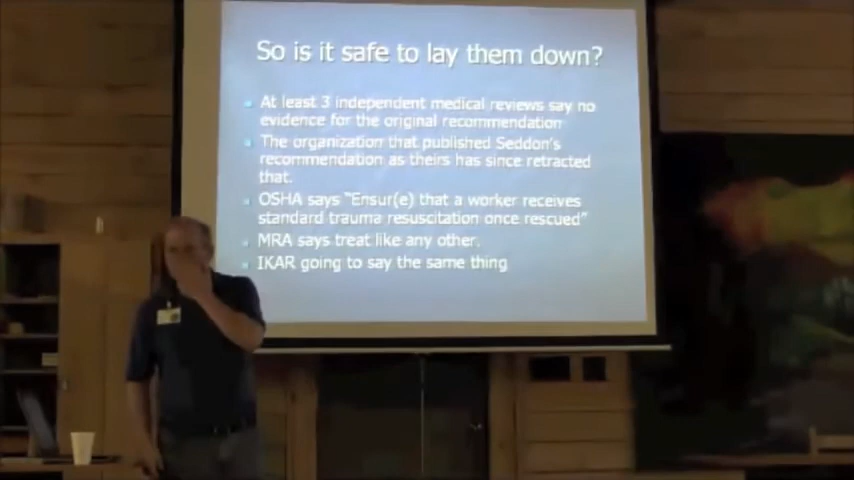 So is it safe to lay them down?
At least 3 independent medical reviews say no
evidence for the original recommendation
The organization that published Seddon's
recommendation as theirs has since retracted
that.
OSHA says "Ensur(e) that a worker receives
standard trauma resuscitation once rescued"
MRA says treat like any other.
IKAR going to say the same thing